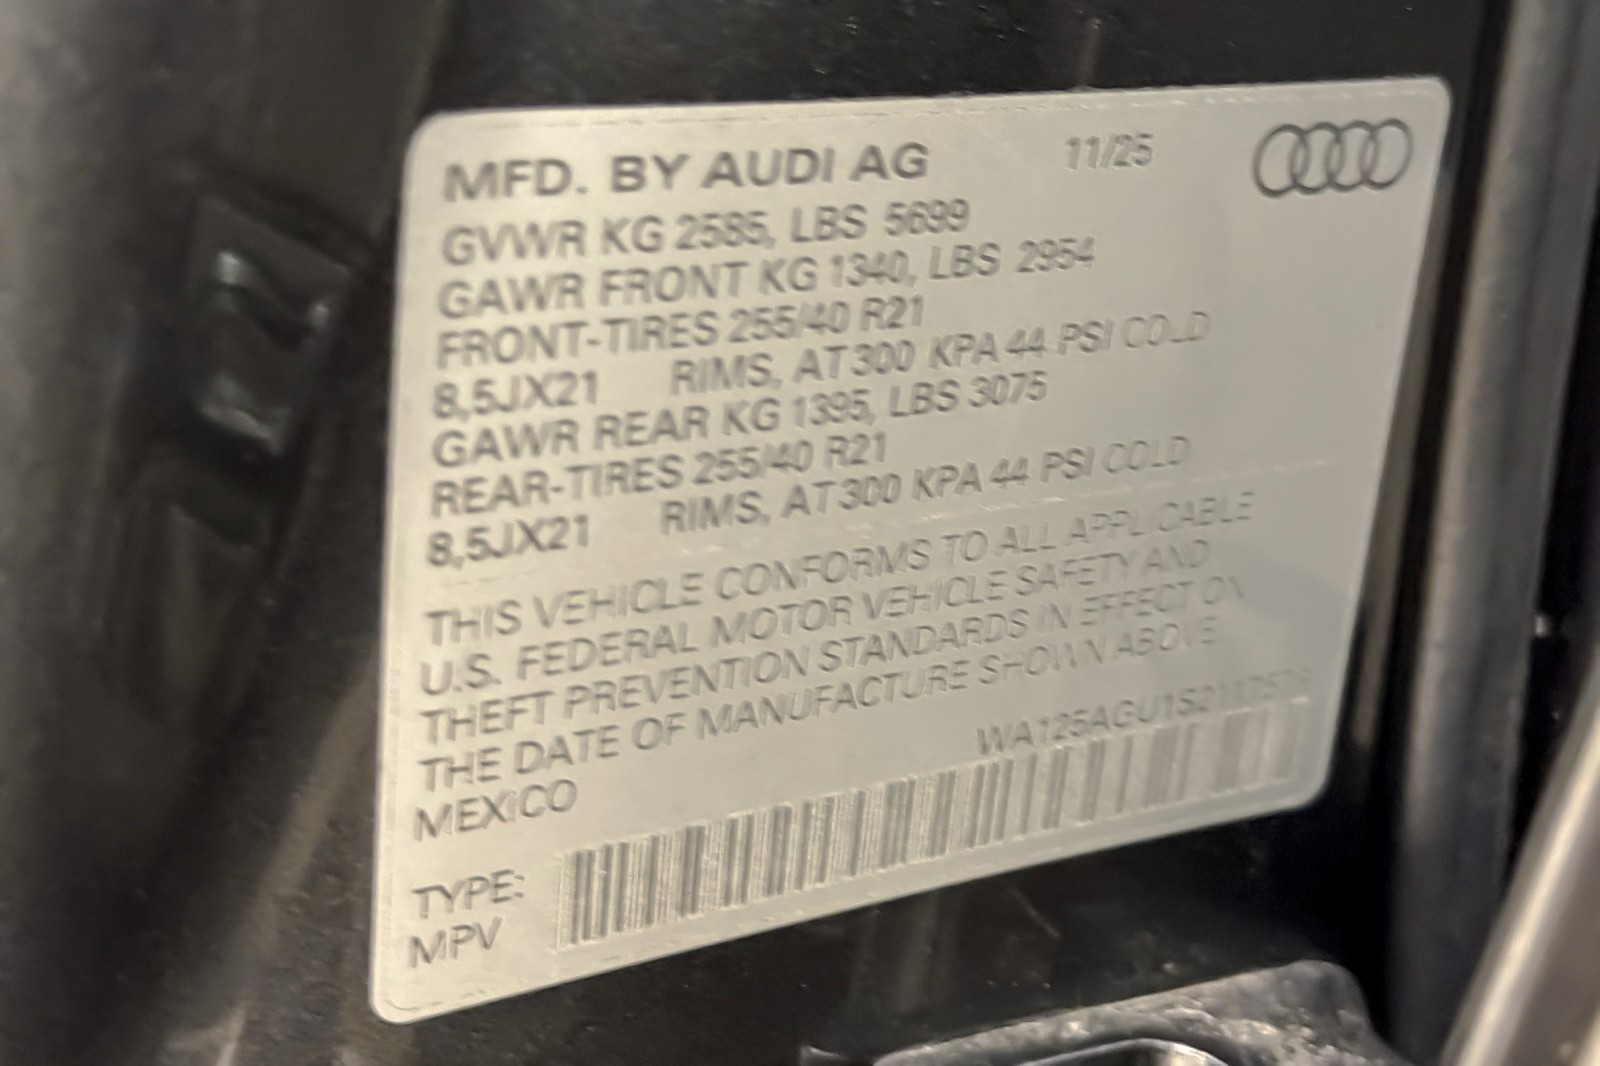 MFD. BY AUDI AG 11/25
GVWR KG 2585, LBS 5699
GAWR FRONT KG 1340, LBS 2954
FRONT-TIRES 255/40 R21
8,5JX21 RIMS, AT 300 KPA 44 PSI COLD
GAWR REAR KG 1395, LBS 3075
REAR-TIRES 255/40 R21
8,5JX21 RIMS, AT 300 KPA 44 PSI COLD
THIS VEHICLE CONFORMS TO ALL APPLICABLE
U.S. FEDERAL MOTOR VEHICLE SAFETY AND
THEFT PREVENTION STANDARDS IN EFFECT ON
THE DATE OF MANUFACTURE SHOWN ABOVE
MEXICO
TYPE:
MPV